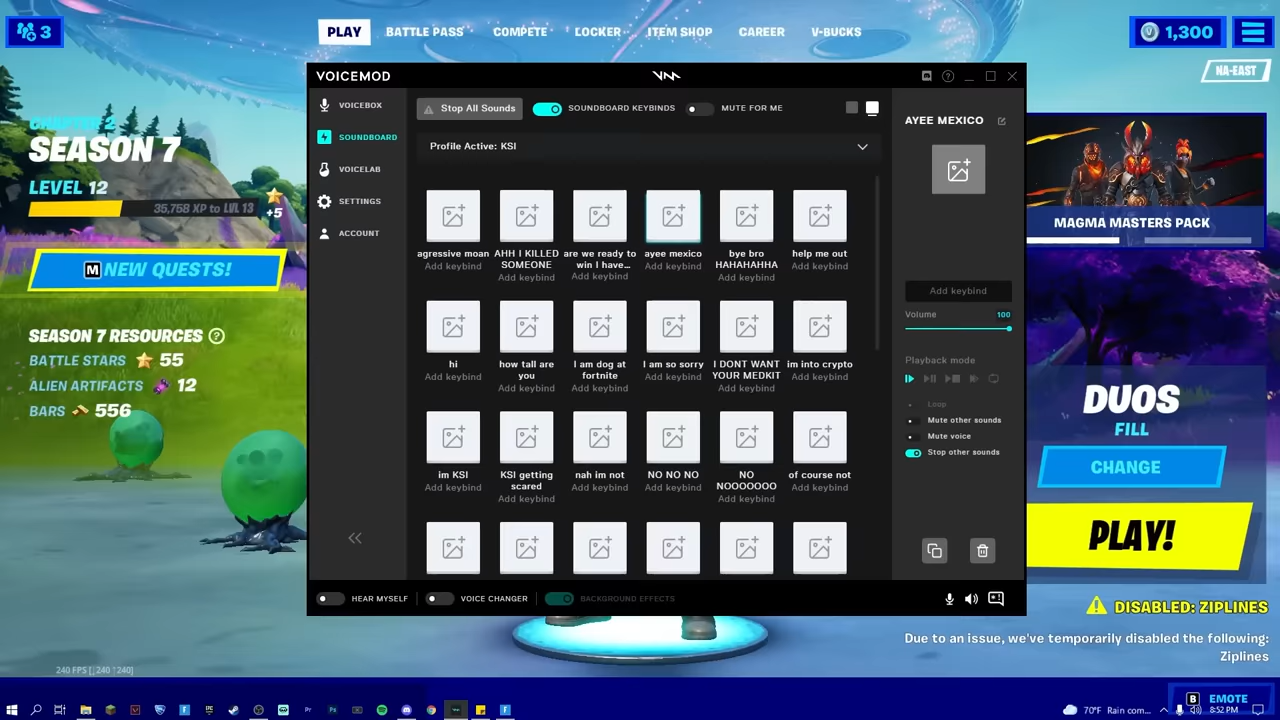 3
PLAY
BATTLE PASS
COMPETE
LOCKER
ITEM SHOP
CAREER
V-BUCKS
1,300
NA-EAST
CHAPTER 2
SEASON 7
LEVEL 12
35,758 XP to LVL 13
+5
M NEW QUESTS!
SEASON 7 RESOURCES ?
BATTLE STARS 55
ALIEN ARTIFACTS 12
BARS 556
VOICEMOD
VOICEBOX
SOUNDBOARD
VOICELAB
SETTINGS
ACCOUNT
Stop All Sounds
SOUNDBOARD KEYBINDS
MUTE FOR ME
Profile Active: KSI
agressive moan
Add keybind
AHH I KILLED
SOMEONE
Add keybind
are we ready to
win I have...
Add keybind
ayee mexico
Add keybind
bye bro
HAHAHAHHA
Add keybind
help me out
Add keybind
hi
Add keybind
how tall are
you
Add keybind
I am dog at
fortnite
Add keybind
I am so sorry
Add keybind
I DONT WANT
YOUR MEDKIT
Add keybind
im into crypto
Add keybind
im KSI
Add keybind
KSI getting
scared
Add keybind
nah im not
Add keybind
NO NO NO
Add keybind
NO
NOOOOOOO
Add keybind
of course not
Add keybind
AYEE MEXICO
Add keybind
Volume 100
Playback mode
Loop
Mute other sounds
Mute voice
Stop other sounds
HEAR MYSELF
VOICE CHANGER
BACKGROUND EFFECTS
MAGMA MASTERS PACK
DUOS
FILL
CHANGE
PLAY!
DISABLED: ZIPLINES
Due to an issue, we've temporarily disabled the following:
Ziplines
B EMOTE
240 FPS [↓240 ↑240]
70°F Rain com...
8:52 PM